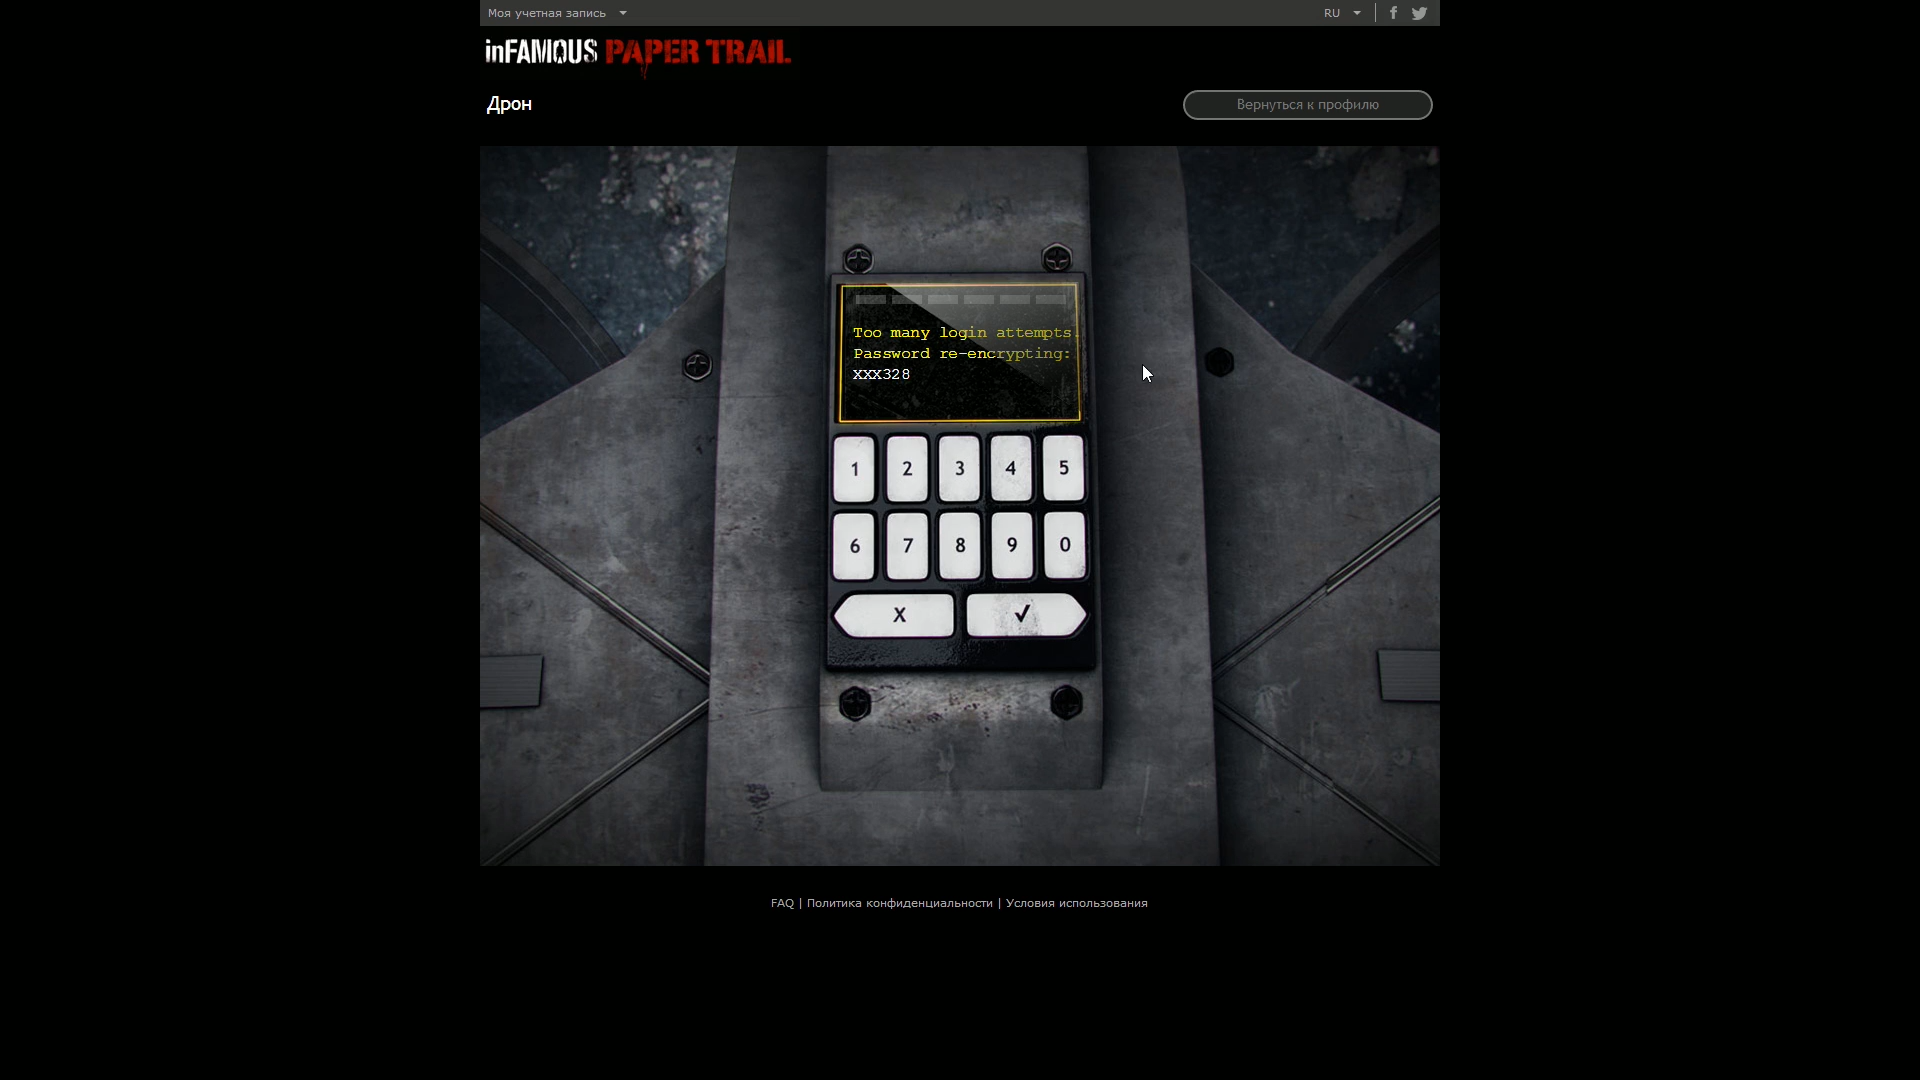 Моя учетная запись
RU
inFAMOUS PAPER TRAIL
Дрон
Вернуться к профилю
Too many login attempts.
Password re-encrypting:
XXX328
1 2 3 4 5
6 7 8 9 0
X ✓
FAQ | Политика конфиденциальности | Условия использования